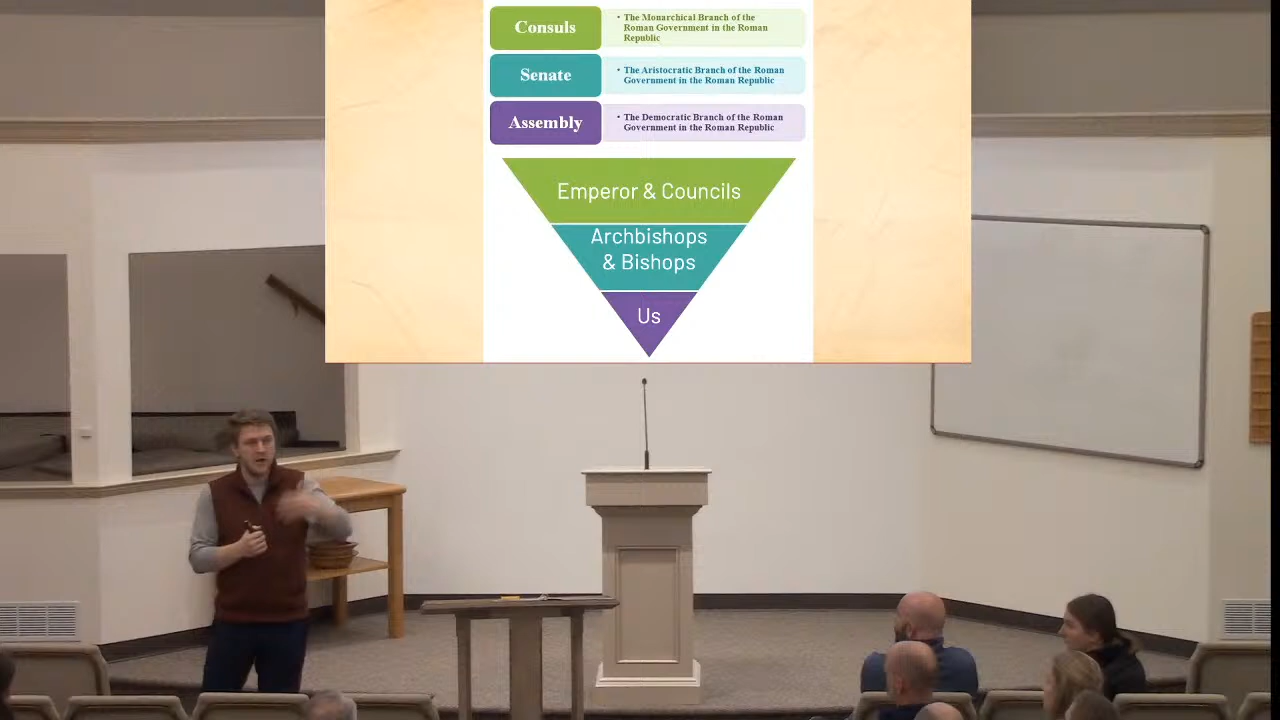 Consuls
• The Monarchical Branch of the
Roman Government in the Roman
Republic
Senate
• The Aristocratic Branch of the Roman
Government in the Roman Republic
Assembly
• The Democratic Branch of the Roman
Government in the Roman Republic
Emperor & Councils
Archbishops
& Bishops
Us